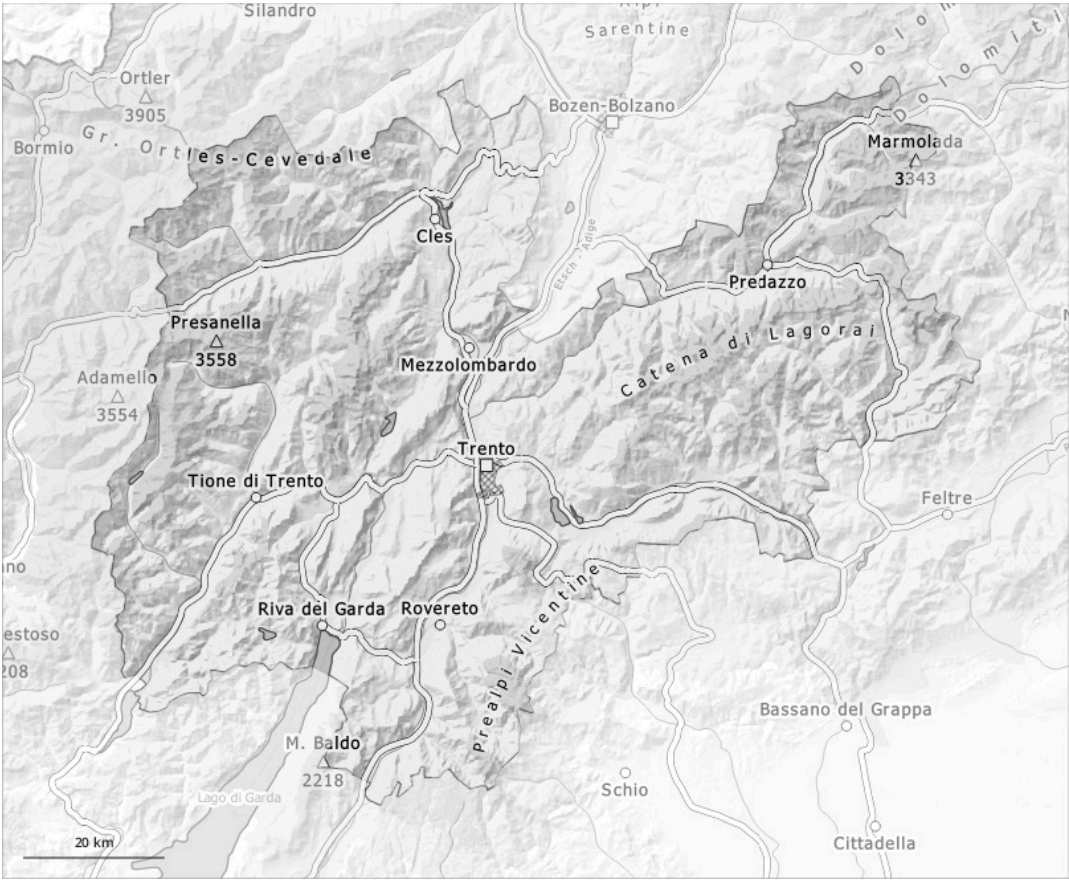 Silandro
Sarentine
Dolomiti
Ortler
3905
Bozen-Bolzano
Bormio
Gr. Ortles-Cevedale
Marmolada
3343
Cles
Etsch - Adige
Predazzo
Presanella
3558
Catena di Lagorai
Mezzolombardo
Adamello
3554
Trento
Tione di Trento
Feltre
Riva del Garda
Rovereto
Prealpi Vicentine
208
Bassano del Grappa
M. Baldo
2218
Lago di Garda
Schio
20 km
Cittadella